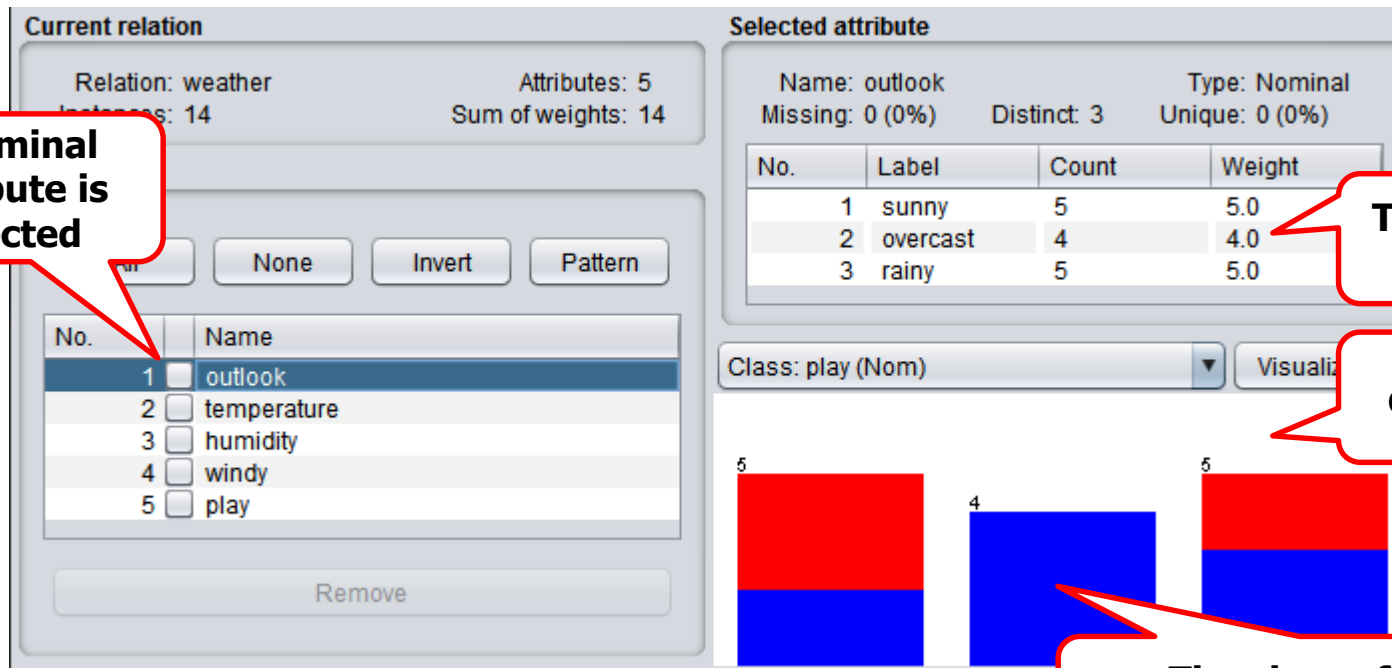 Current relation
Relation: weather Attributes: 5
Instances: 14 Sum of weights: 14
minal
bute is
cted
All None Invert Pattern
No. Name
1 outlook
2 temperature
3 humidity
4 windy
5 play
Remove
Selected attribute
Name: outlook Type: Nominal
Missing: 0 (0%) Distinct: 3 Unique: 0 (0%)
No. Label Count Weight
1 sunny 5 5.0
2 overcast 4 4.0
3 rainy 5 5.0
T
Class: play (Nom) Visualiz
5 4 5